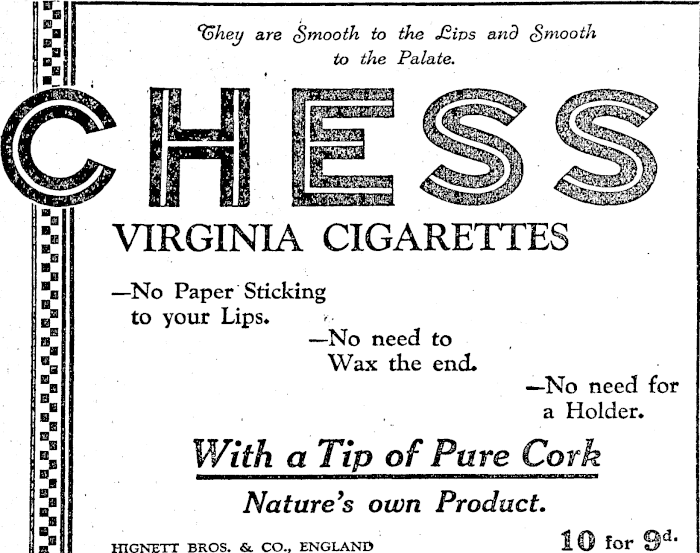 They are Smooth to the Lips and Smooth
to the Palate.
CHESS
VIRGINIA CIGARETTES
—No Paper Sticking
to your Lips.
—No need to
Wax the end.
—No need for
a Holder.
With a Tip of Pure Cork
Nature's own Product.
HIGNETT BROS. & CO., ENGLAND
10 for 9d.